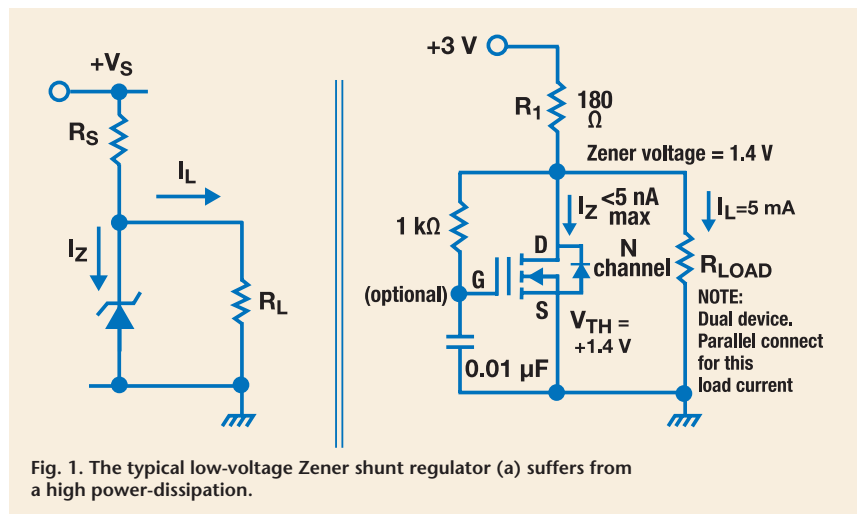 +VS
RS
IL
IZ
RL
+3 V
R1
180
Ω
Zener voltage = 1.4 V
IZ <5 nA
max
IL=5 mA
1 kΩ
D
N
channel
G
S
(optional)
RLOAD
VTH =
+1.4 V
0.01 µF
NOTE:
Dual device.
Parallel connect
for this
load current
Fig. 1. The typical low-voltage Zener shunt regulator (a) suffers from
a high power-dissipation.